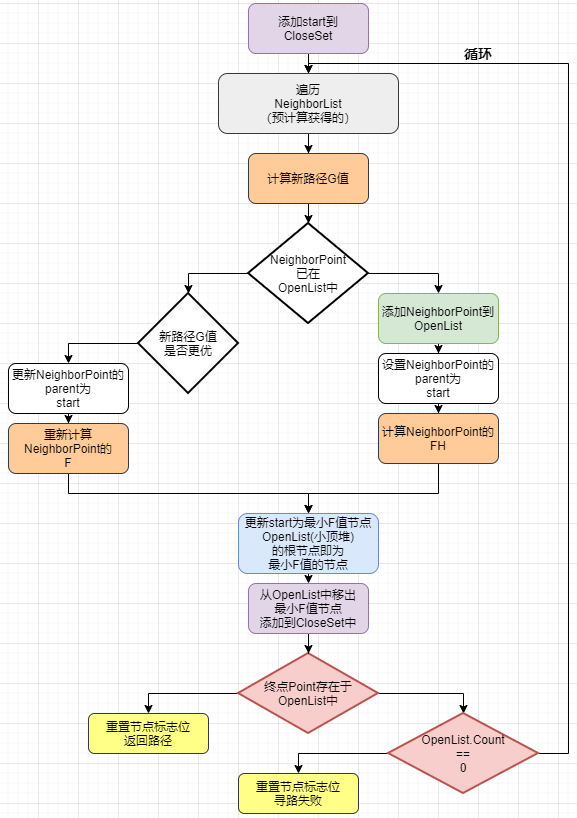 添加start到
CloseSet
循环
遍历
NeighborList
（预计算获得的）
计算新路径G值
NeighborPoint
已在
OpenList中
新路径G值
是否更优
添加NeighborPoint到
OpenList
更新NeighborPoint的
parent为
start
设置NeighborPoint的
parent为
start
重新计算
NeighborPoint的
F
计算NeighborPoint的
FH
更新start为最小F值节点
OpenList(小顶堆)
的根节点即为
最小F值的节点
从OpenList中移出
最小F值节点
添加到CloseSet中
终点Point存在于
OpenList中
重置节点标志位
返回路径
OpenList.Count
==
0
重置节点标志位
寻路失败